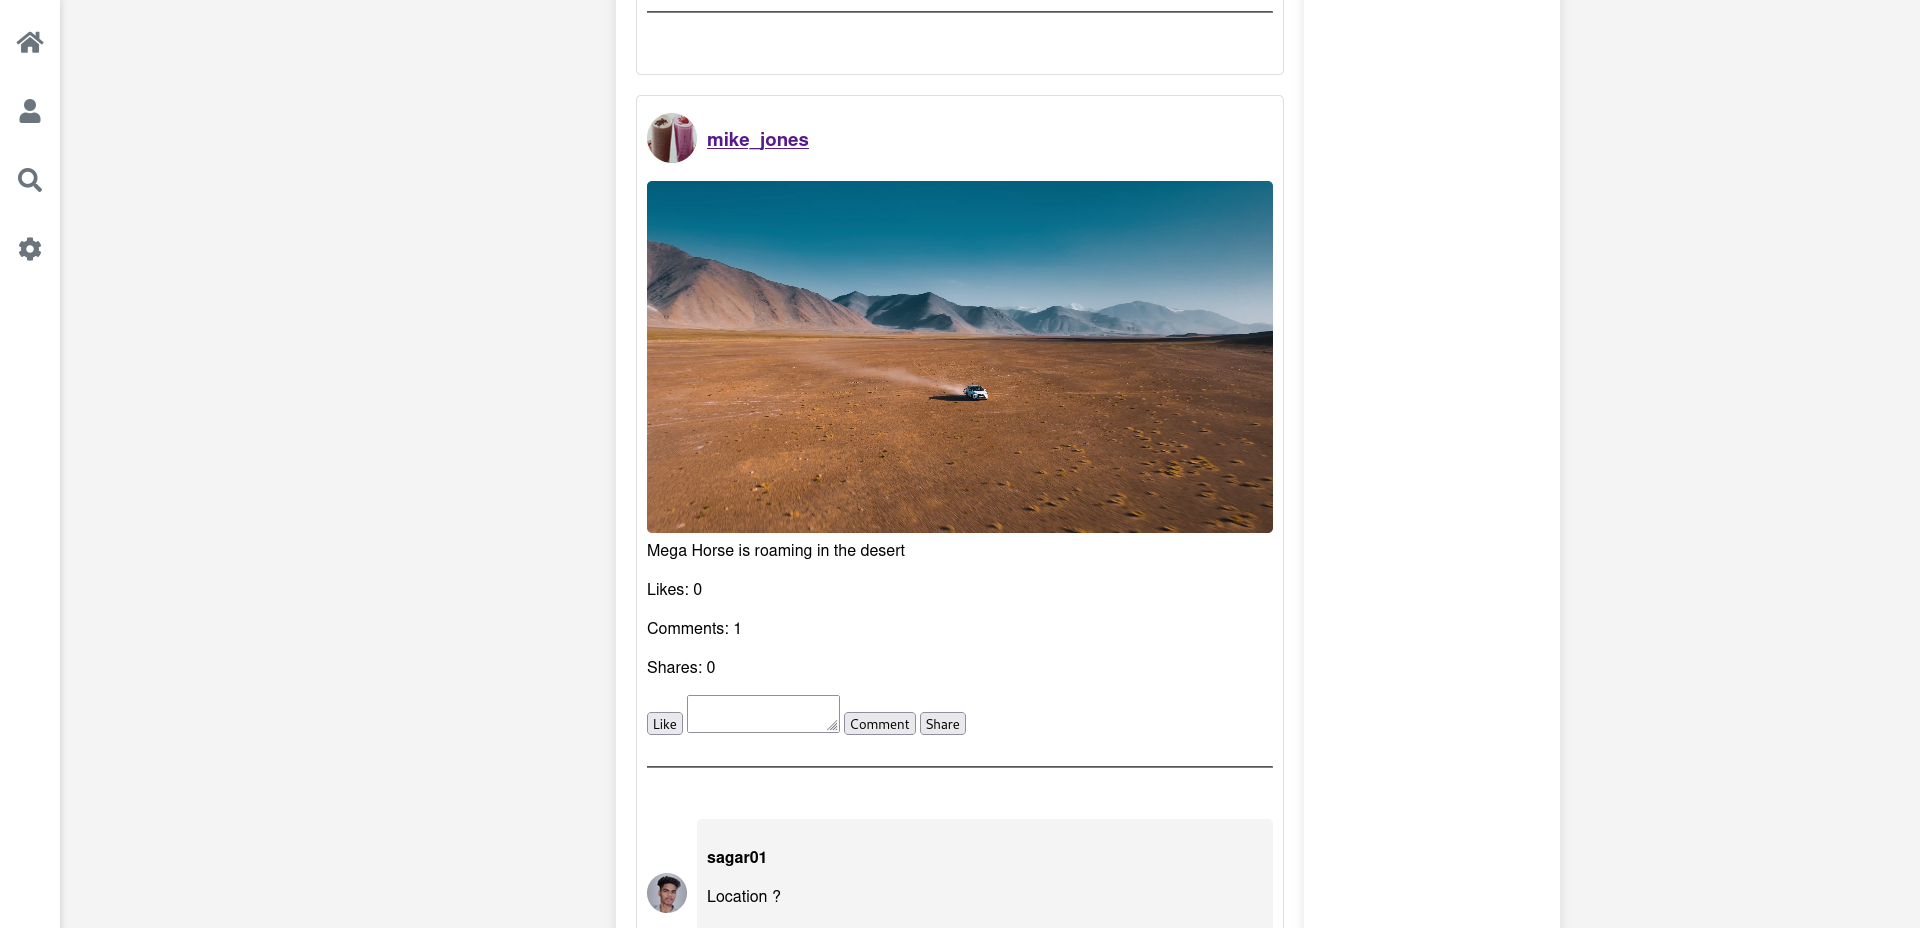 mike_jones
Mega Horse is roaming in the desert
Likes: 0
Comments: 1
Shares: 0
Like Comment Share
sagar01
Location ?